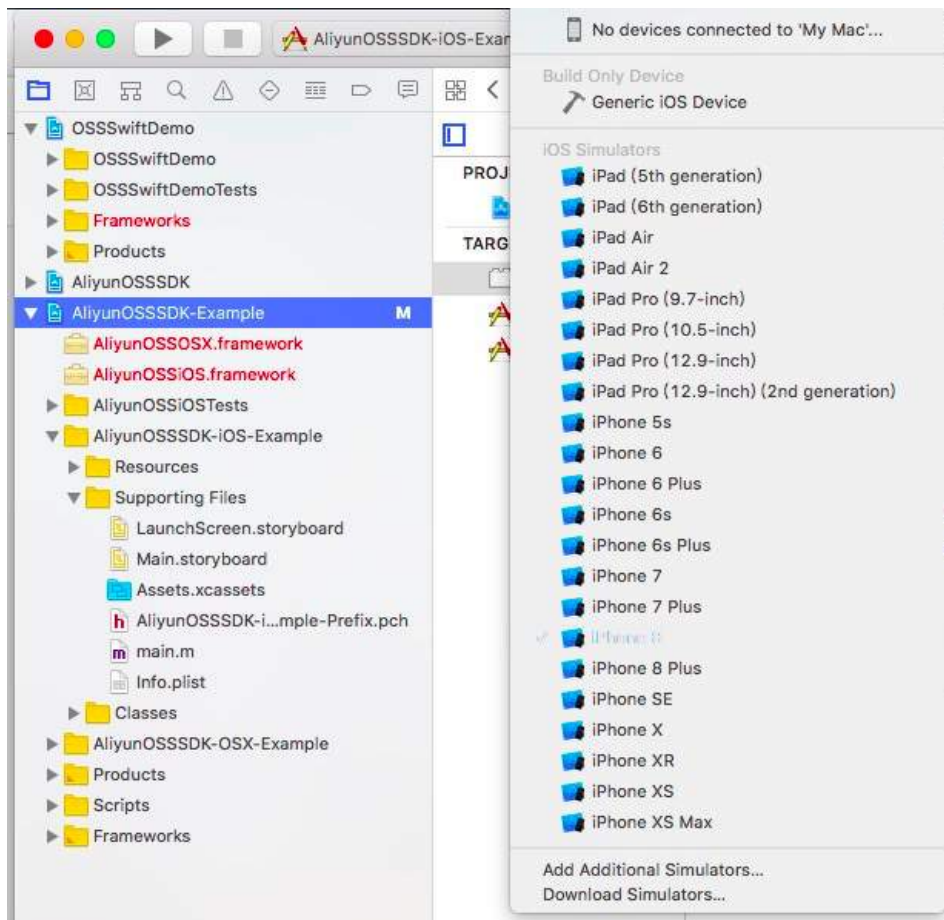 AliyunOSSSDK-iOS-Exar
OSSSwiftDemo
OSSSwiftDemo
OSSSwiftDemoTests
Frameworks
Products
AliyunOSSSDK
AliyunOSSSDK-Example M
AliyunOSSOSX.framework
AliyunOSSiOS.framework
AliyunOSSiOSTests
AliyunOSSSDK-iOS-Example
Resources
Supporting Files
LaunchScreen.storyboard
Main.storyboard
Assets.xcassets
h AliyunOSSSDK-i...mple-Prefix.pch
m main.m
Info.plist
Classes
AliyunOSSSDK-OSX-Example
Products
Scripts
Frameworks
PROJ
TARG
No devices connected to 'My Mac'...
Build Only Device
Generic iOS Device
iOS Simulators
iPad (5th generation)
iPad (6th generation)
iPad Air
iPad Air 2
iPad Pro (9.7-inch)
iPad Pro (10.5-inch)
iPad Pro (12.9-inch)
iPad Pro (12.9-inch) (2nd generation)
iPhone 5s
iPhone 6
iPhone 6 Plus
iPhone 6s
iPhone 6s Plus
iPhone 7
iPhone 7 Plus
iPhone 8
iPhone 8 Plus
iPhone SE
iPhone X
iPhone XR
iPhone XS
iPhone XS Max
Add Additional Simulators...
Download Simulators...